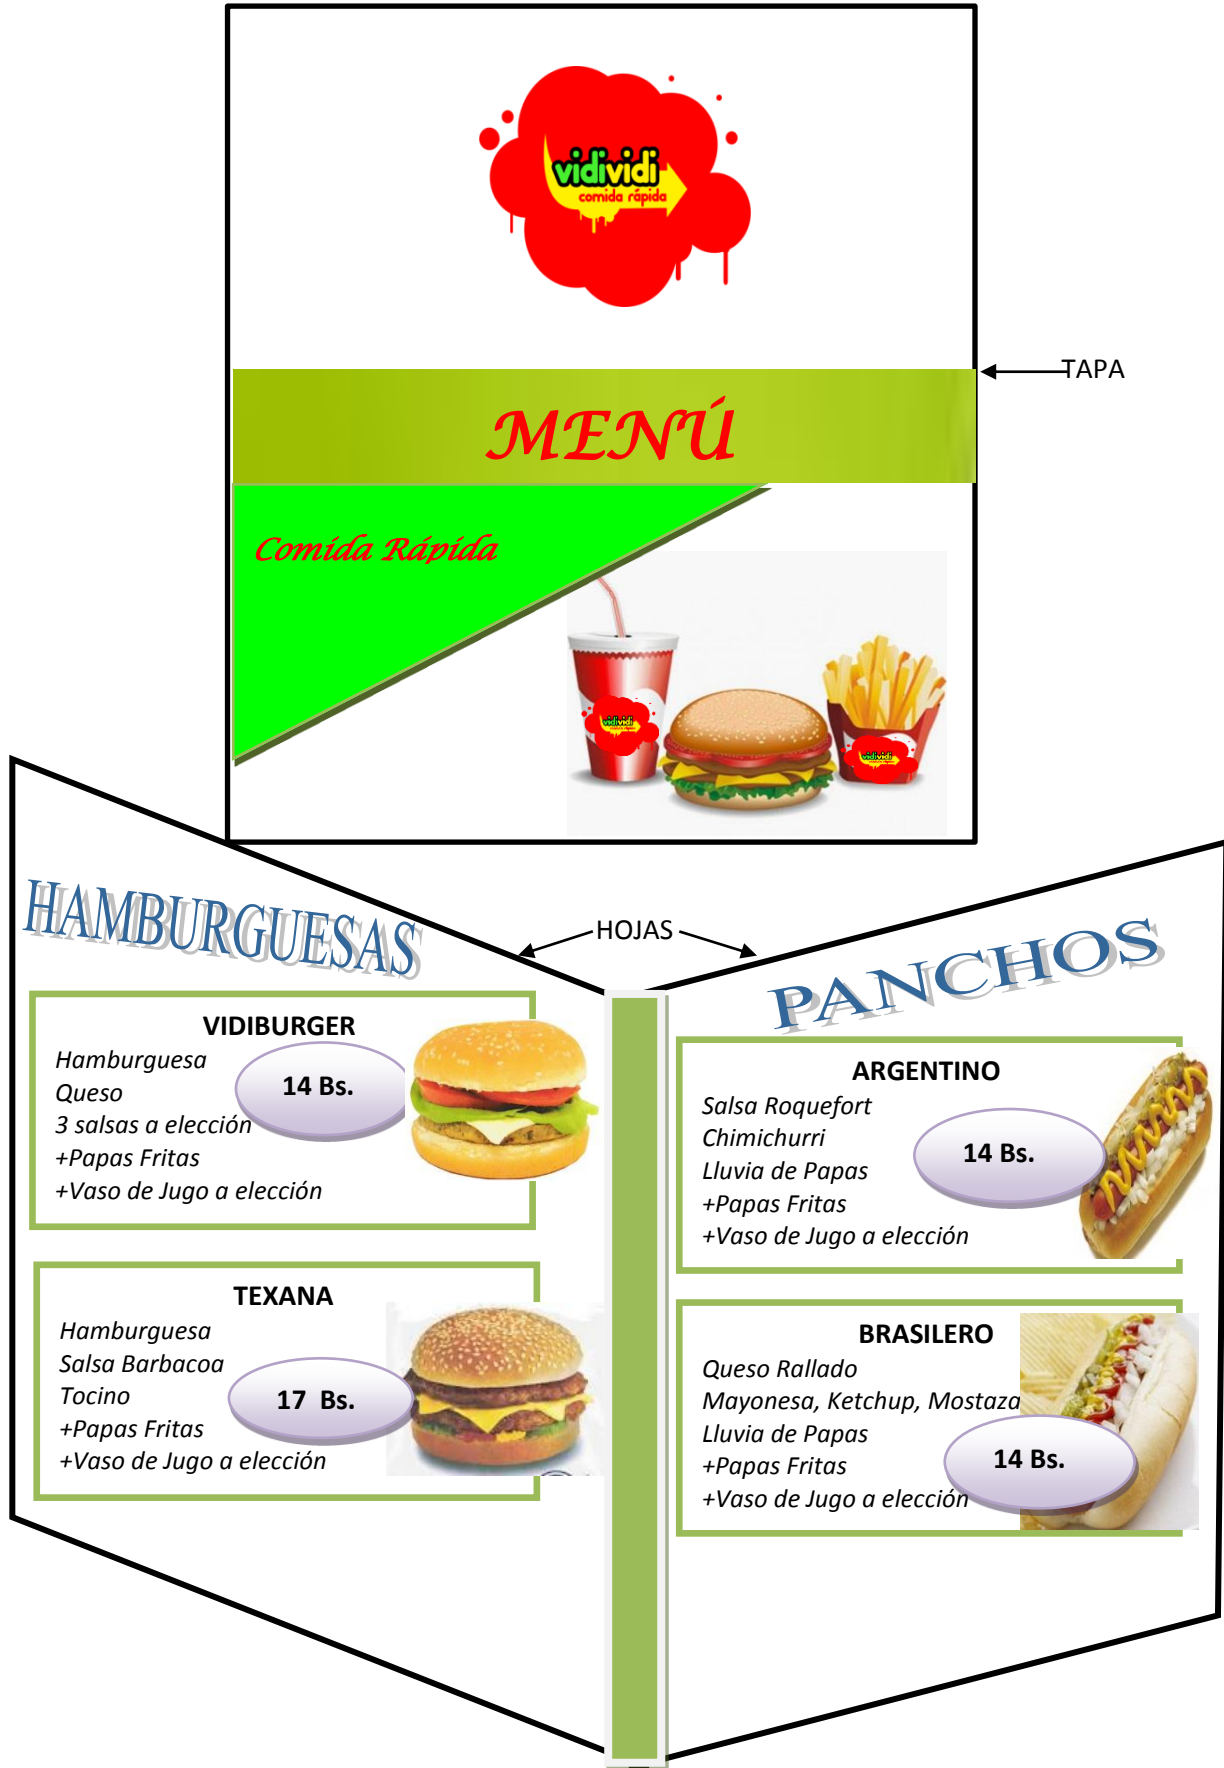 vidividi
comida rápida
TAPA
MENÚ
Comida Rápida
vidividi
vidividi
HAMBURGUESAS
HOJAS
PANCHOS
VIDIBURGER
Hamburguesa
Queso
14 Bs.
3 salsas a elección
+Papas Fritas
+Vaso de Jugo a elección
TEXANA
Hamburguesa
Salsa Barbacoa
Tocino
17 Bs.
+Papas Fritas
+Vaso de Jugo a elección
ARGENTINO
Salsa Roquefort
Chimichurri
14 Bs.
Lluvia de Papas
+Papas Fritas
+Vaso de Jugo a elección
BRASILERO
Queso Rallado
Mayonesa, Ketchup, Mostaza
Lluvia de Papas
14 Bs.
+Papas Fritas
+Vaso de Jugo a elección